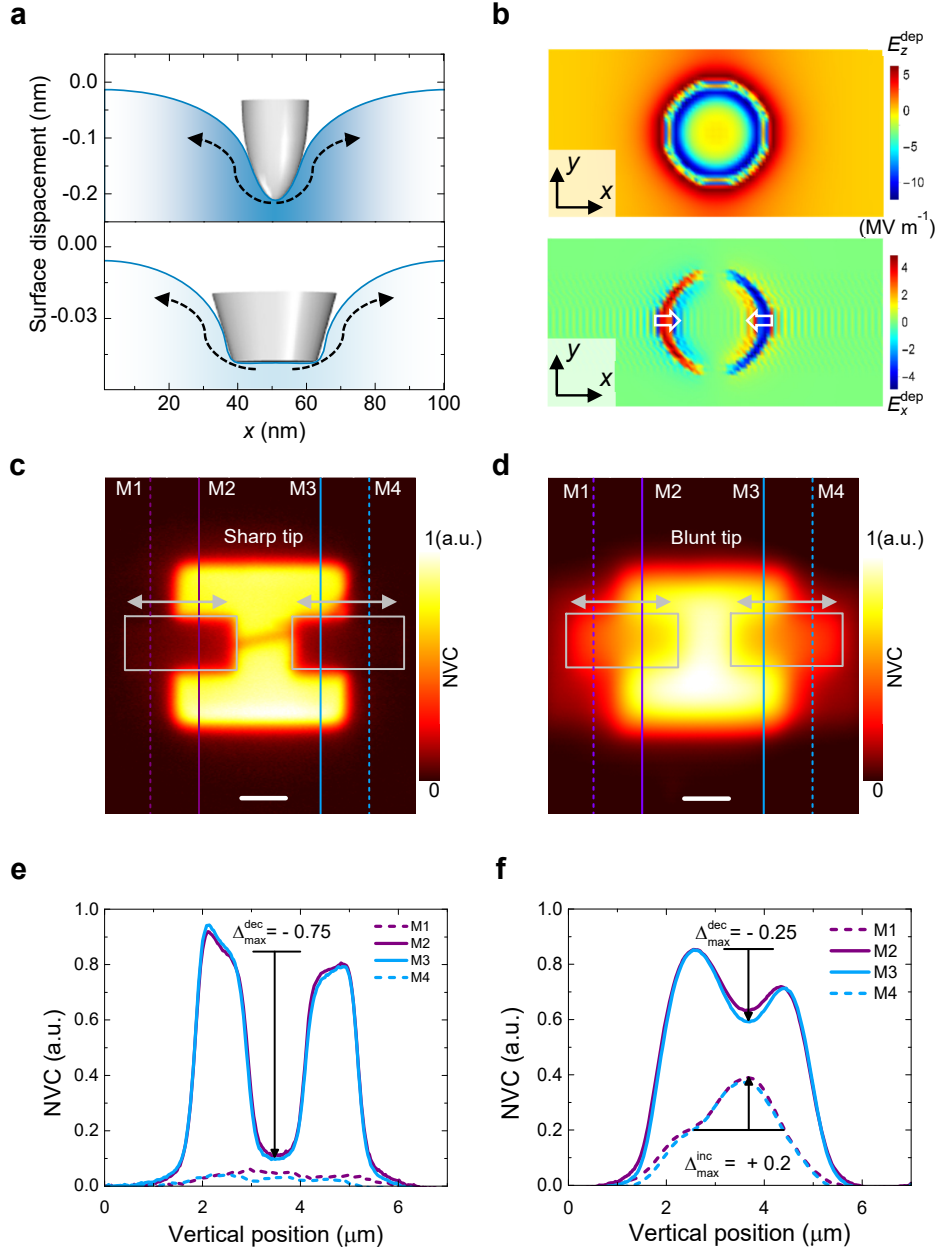 a
0.0
-0.1
-0.2
0.00
-0.03
Surface dispacement (nm)
0 20 40 60 80 100
x (nm)
b
E_z^dep
5
0
−5
−10
y
x
(MV m⁻¹)
4
2
0
−2
−4
E_x^dep
y
x
c
M1 M2 M3 M4
Sharp tip
1(a.u.)
NVC
0
d
M1 M2 M3 M4
Blunt tip
1(a.u.)
NVC
0
e
1.0
0.8
0.6
0.4
0.2
0.0
NVC (a.u.)
Δ_max^dec = - 0.75
M1
M2
M3
M4
0 2 4 6
Vertical position (μm)
f
1.0
0.8
0.6
0.4
0.2
0.0
NVC (a.u.)
Δ_max^dec = - 0.25
M1
M2
M3
M4
Δ_max^inc = + 0.2
0 2 4 6
Vertical position (μm)